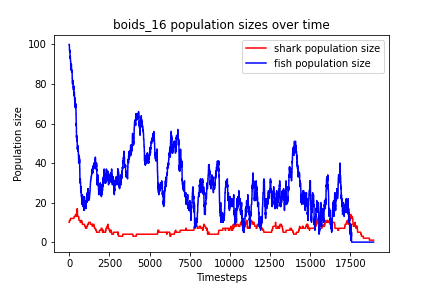 boids_16 population sizes over time
shark population size
fish population size
Population size
100
80
60
40
20
0
0 2500 5000 7500 10000 12500 15000 17500
Timesteps